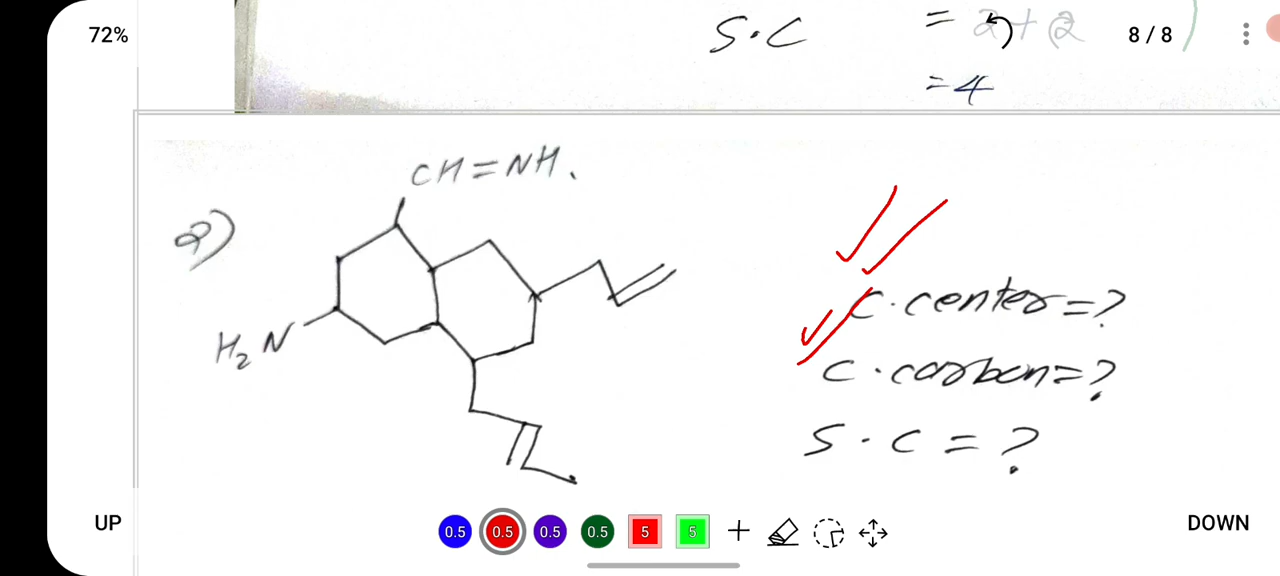 72%
S.C = 2+2
8/8
=4
CH=NH.
2)
H2N
C.center=?
C.carbon=?
S.C=?
UP
0.5 0.5 0.5 0.5 5 5 +
DOWN